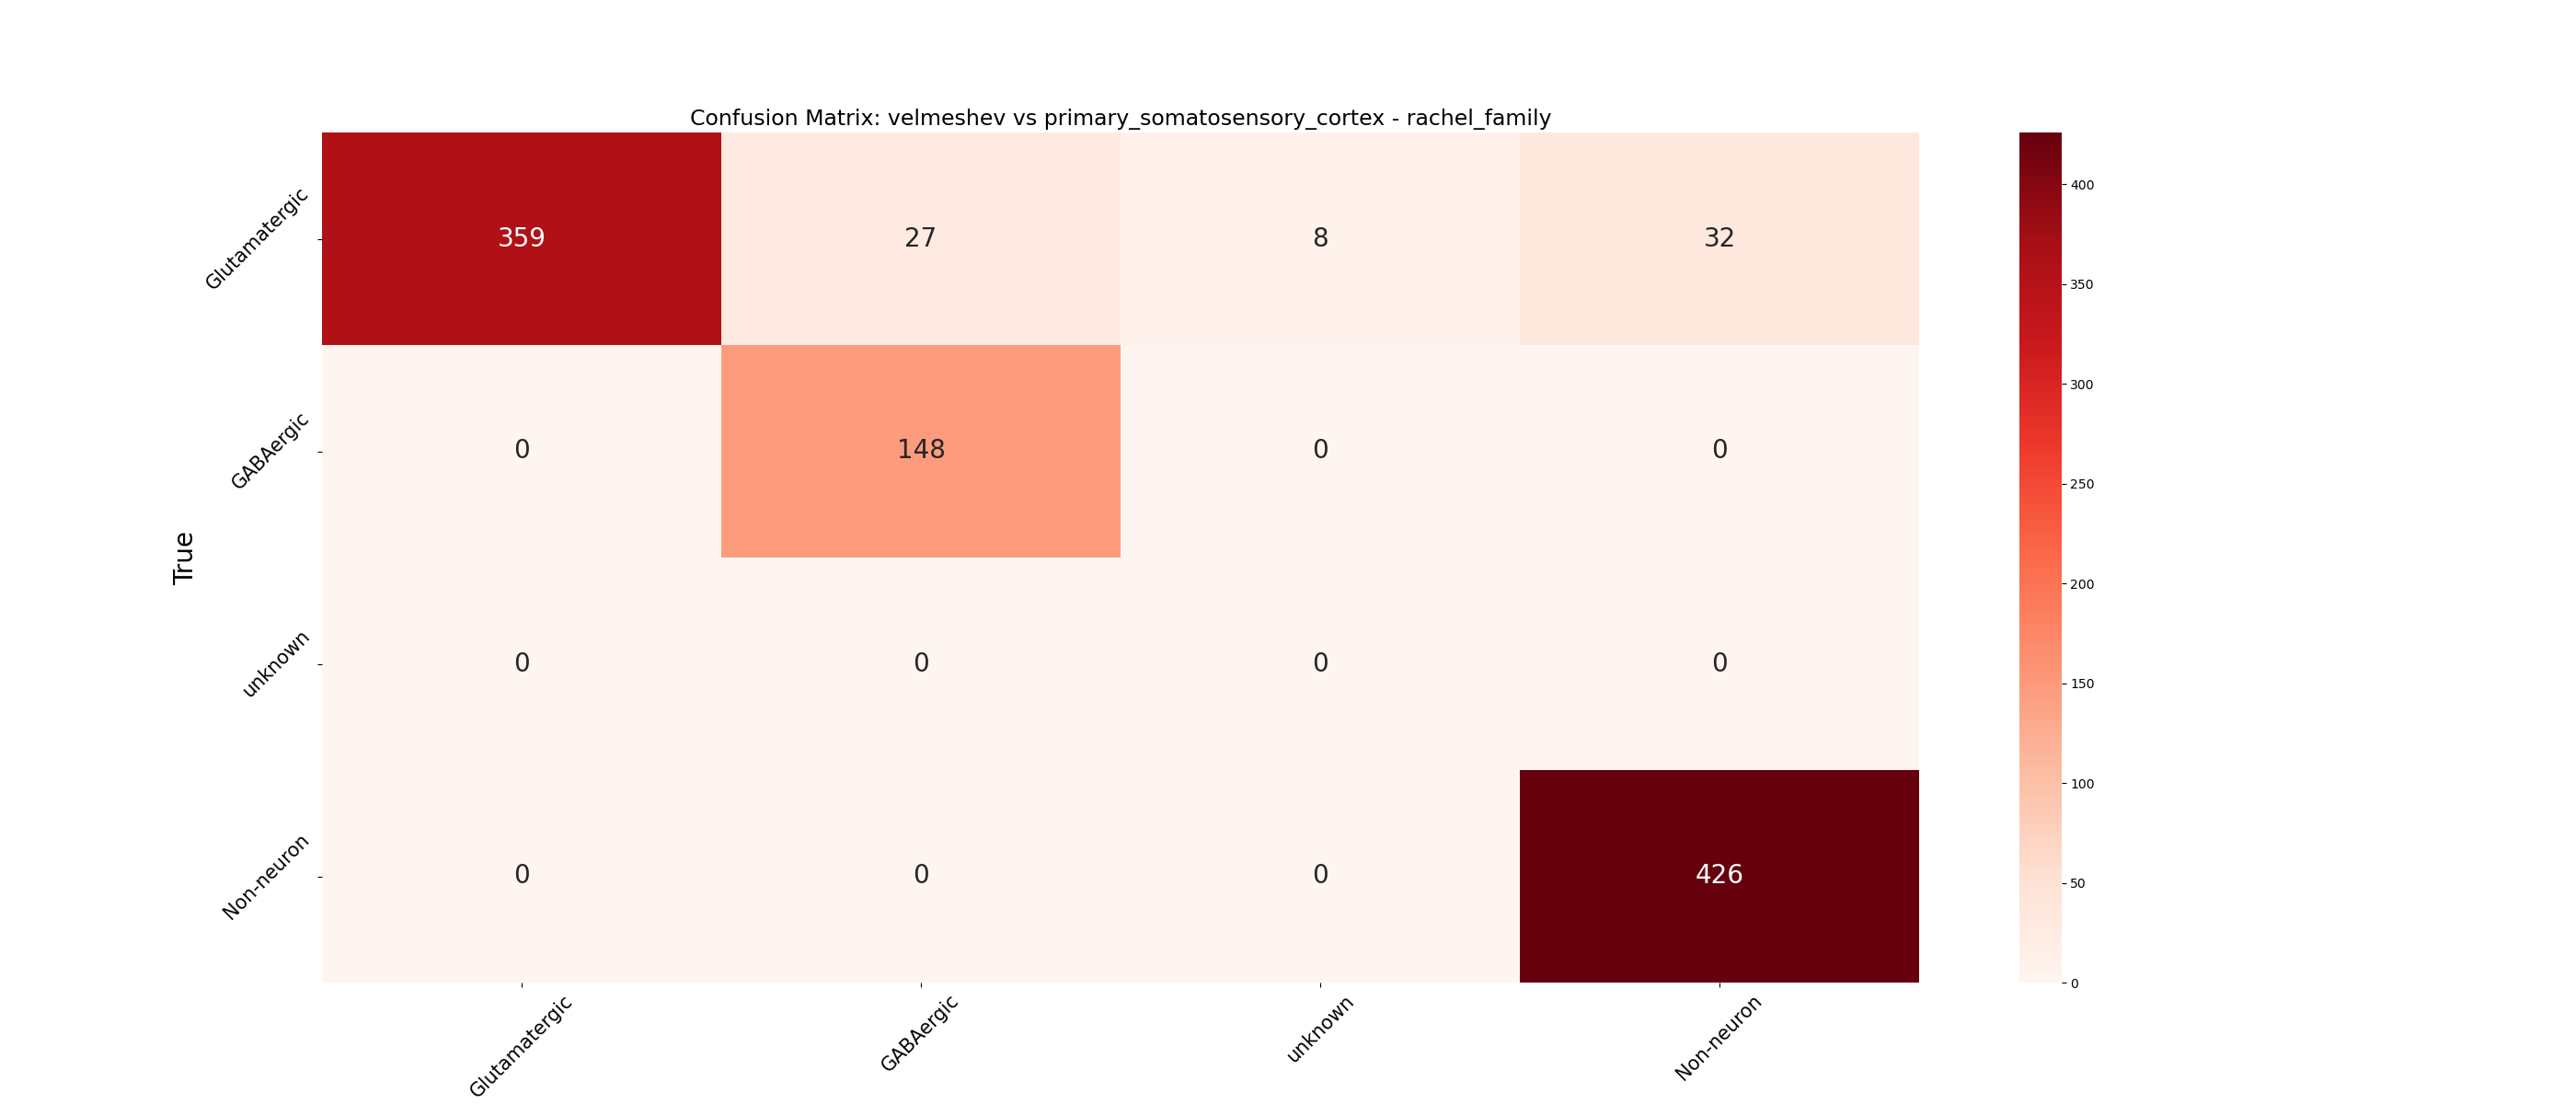 Confusion Matrix: velmeshev vs primary_somatosensory_cortex - rachel_family
Glutamatergic 359 27 8 32
GABAergic 0 148 0 0
unknown 0 0 0 0
Non-neuron 0 0 0 426
True
Glutamatergic GABAergic unknown Non-neuron
400
350
300
250
200
150
100
50
0